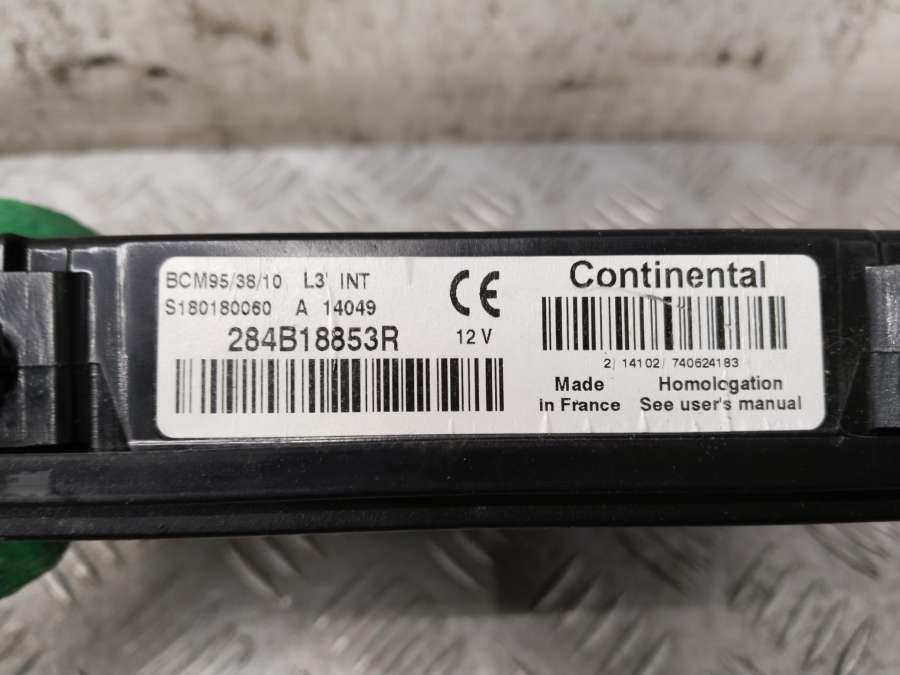 BCM95/38/10 L3' INT
S180180060 A 14049
284B18853R
CE
12 V
Continental
2/ 14102/ 740624183
Made
in France
Homologation
See user's manual